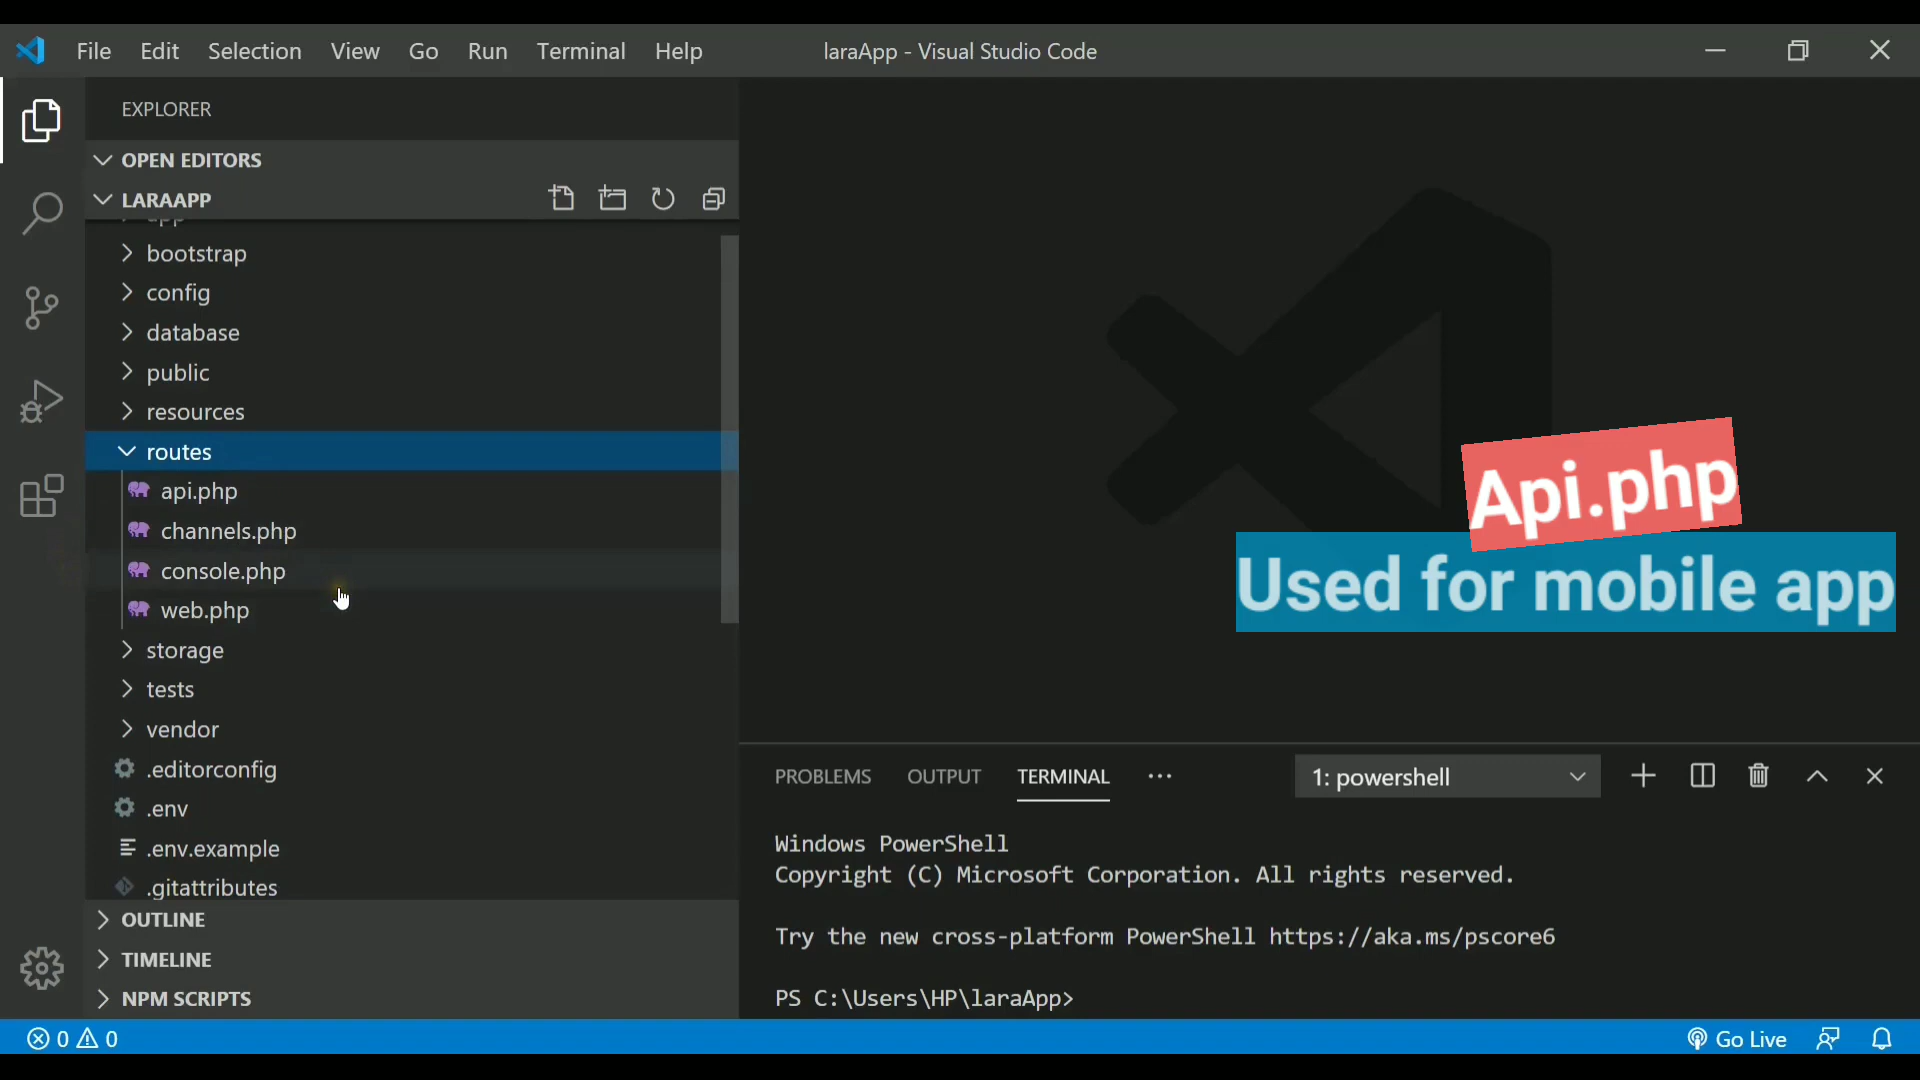 File Edit Selection View Go Run Terminal Help
laraApp - Visual Studio Code
EXPLORER
OPEN EDITORS
LARAAPP
app
bootstrap
config
database
public
resources
routes
api.php
channels.php
console.php
web.php
storage
tests
vendor
.editorconfig
.env
.env.example
.gitattributes
OUTLINE
TIMELINE
NPM SCRIPTS
Api.php
Used for mobile app
PROBLEMS OUTPUT TERMINAL ··· 1: powershell
Windows PowerShell
Copyright (C) Microsoft Corporation. All rights reserved.
Try the new cross-platform PowerShell https://aka.ms/pscore6
PS C:\Users\HP\laraApp>
0 0
Go Live